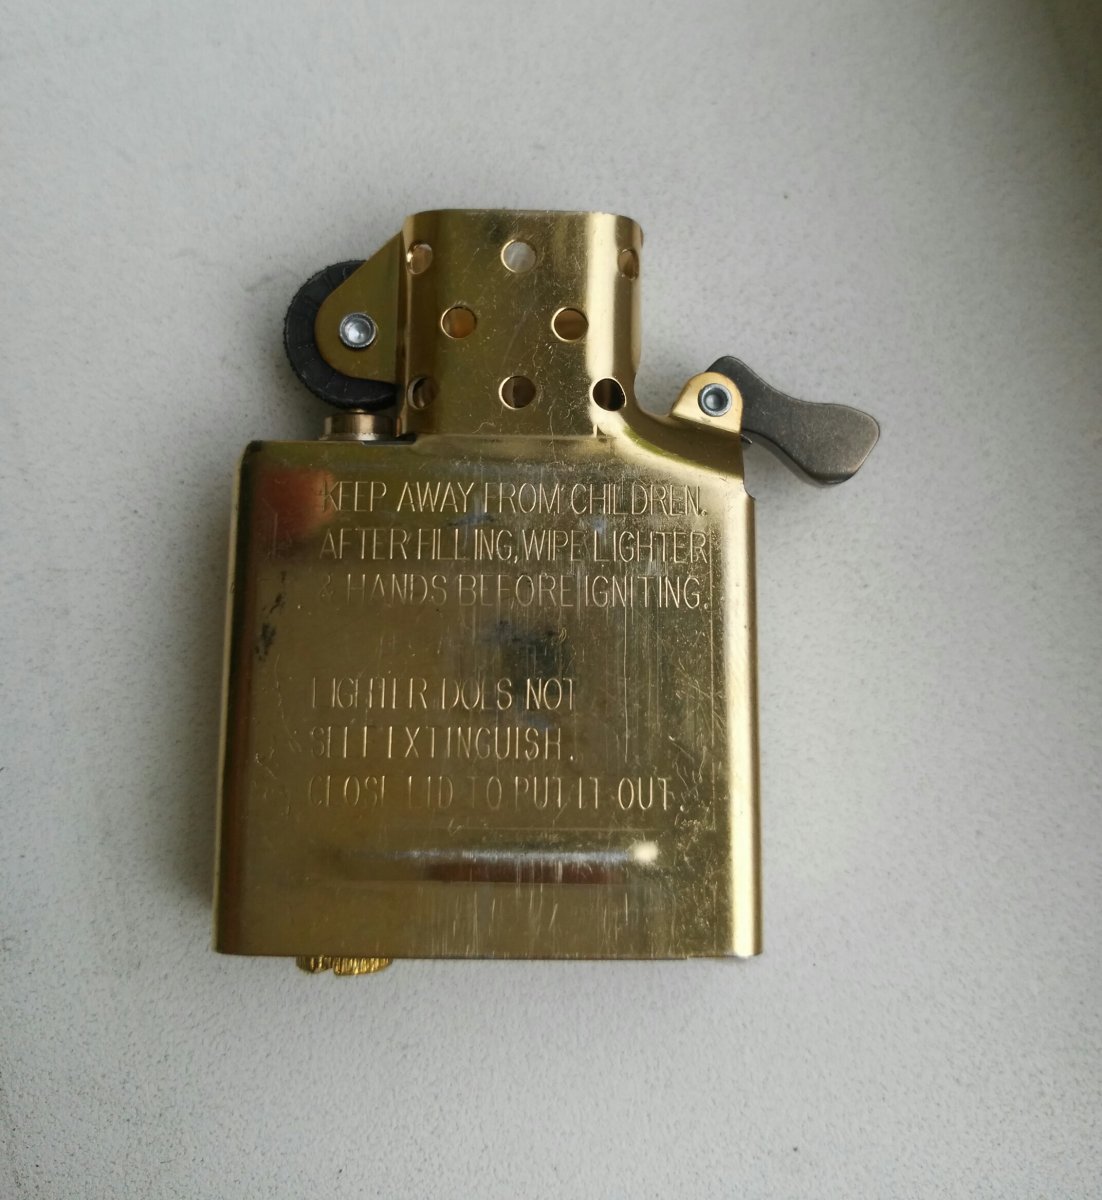 KEEP AWAY FROM CHILDREN.
AFTER FILLING, WIPE LIGHTER
& HANDS BEFORE IGNITING.
LIGHTER DOES NOT
SELF EXTINGUISH.
CLOSE LID TO PUT IT OUT.